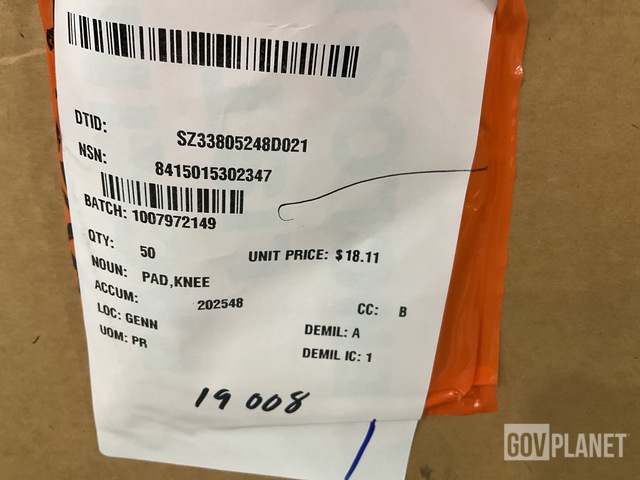 DTID: SZ33805248D021
NSN: 8415015302347
BATCH: 1007972149
QTY: 50 UNIT PRICE: $18.11
NOUN: PAD,KNEE
ACCUM: 202548 CC: B
LOC: GENN DEMIL: A
UOM: PR DEMIL IC: 1
19 008
GOVPLANET